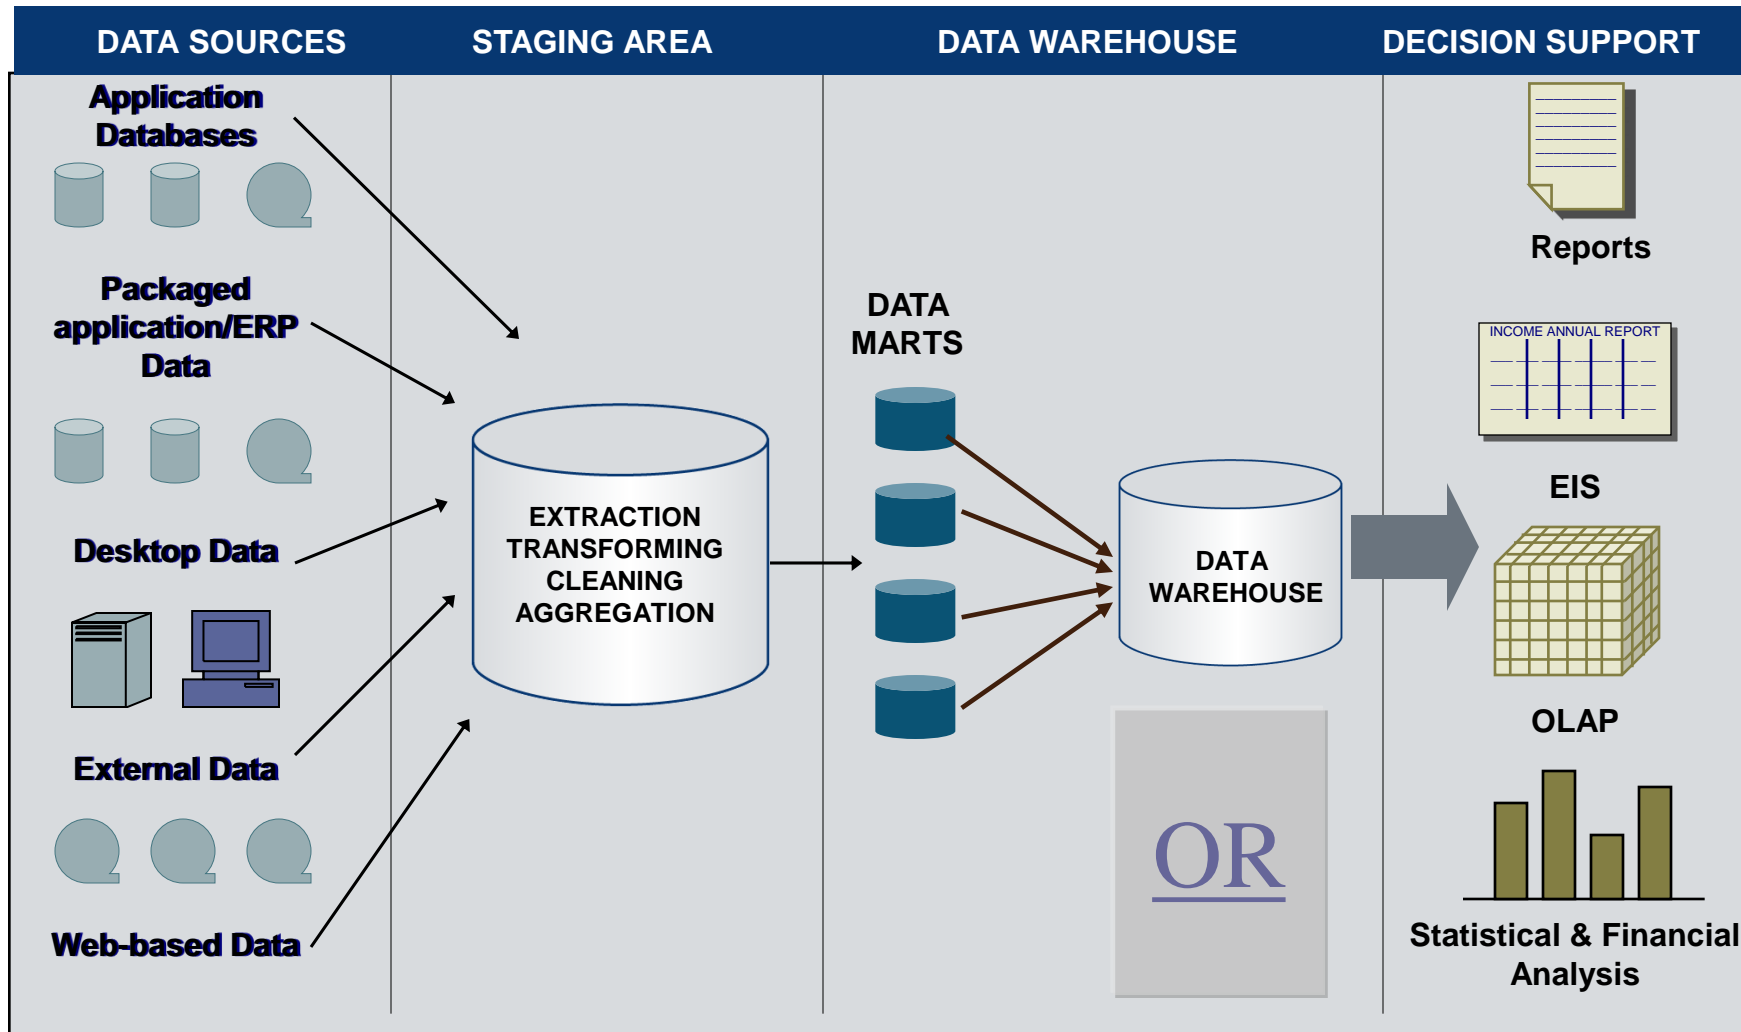 DATA SOURCES
STAGING AREA
DATA WAREHOUSE
DECISION SUPPORT
Application
Databases
Packaged
application/ERP
Data
Desktop Data
External Data
Web-based Data
EXTRACTION
TRANSFORMING
CLEANING
AGGREGATION
DATA
MARTS
DATA
WAREHOUSE
OR
Reports
INCOME ANNUAL REPORT
EIS
OLAP
Statistical & Financial
Analysis